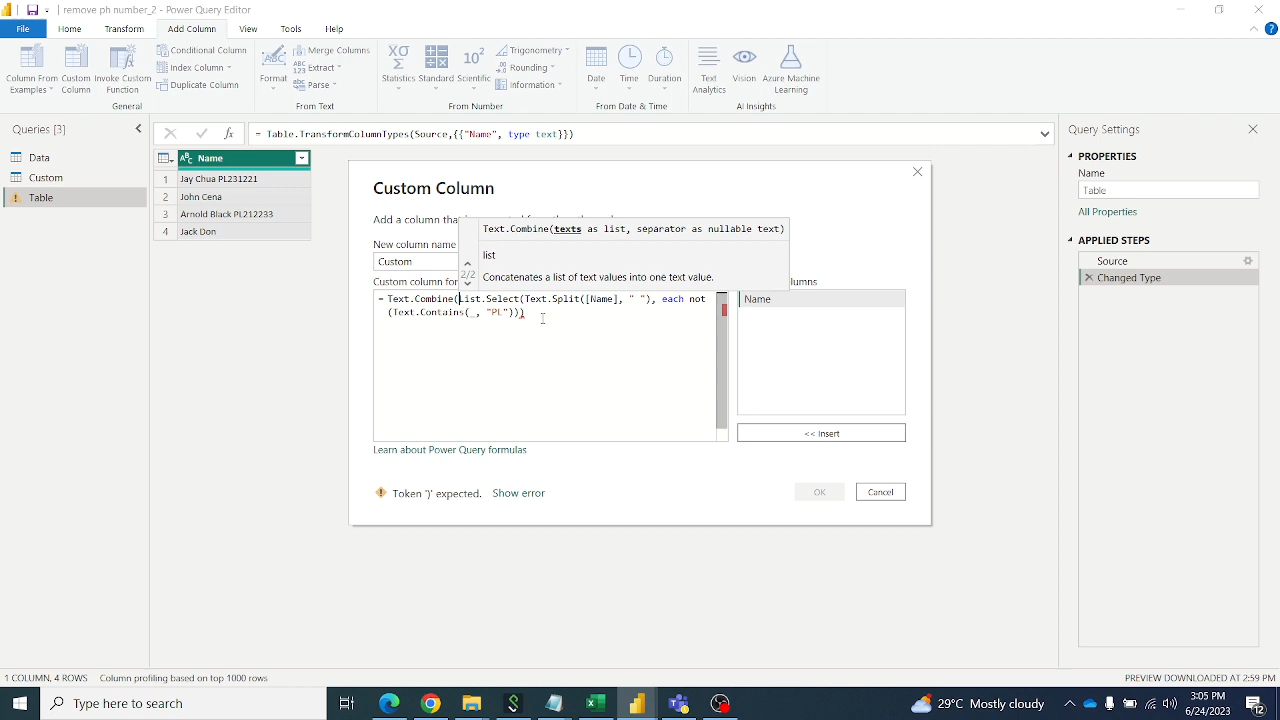 remove ph number_2 - Power Query Editor
File Home Transform Add Column View Tools Help
Column From Examples
Custom Column
Invoke Custom Function
Conditional Column
Index Column
Duplicate Column
General
Format
Merge Columns
Extract
Parse
From Text
Statistics
Standard
Scientific
Trigonometry
Rounding
Information
From Number
Date
Time
Duration
From Date & Time
Text Analytics
Vision
Azure Machine Learning
AI Insights
Queries [3]
Data
Custom
Table
= Table.TransformColumnTypes(Source,{{"Name", type text}})
Name
1 Jay Chua PL231221
2 John Cena
3 Arnold Black PL212233
4 Jack Don
Custom Column
Add a column tha
New column name
Custom
Custom column for
Text.Combine(texts as list, separator as nullable text)
list
2/2
Concatenates a list of text values into one text value.
= Text.Combine(List.Select(Text.Split([Name], " "), each not
(Text.Contains(_, "PL")))
lumns
Name
<< Insert
Learn about Power Query formulas
Token ')' expected. Show error
OK Cancel
Query Settings
PROPERTIES
Name
Table
All Properties
APPLIED STEPS
Source
Changed Type
1 COLUMN, 4 ROWS Column profiling based on top 1000 rows
PREVIEW DOWNLOADED AT 2:59 PM
Type here to search
29°C Mostly cloudy
3:05 PM
6/24/2023